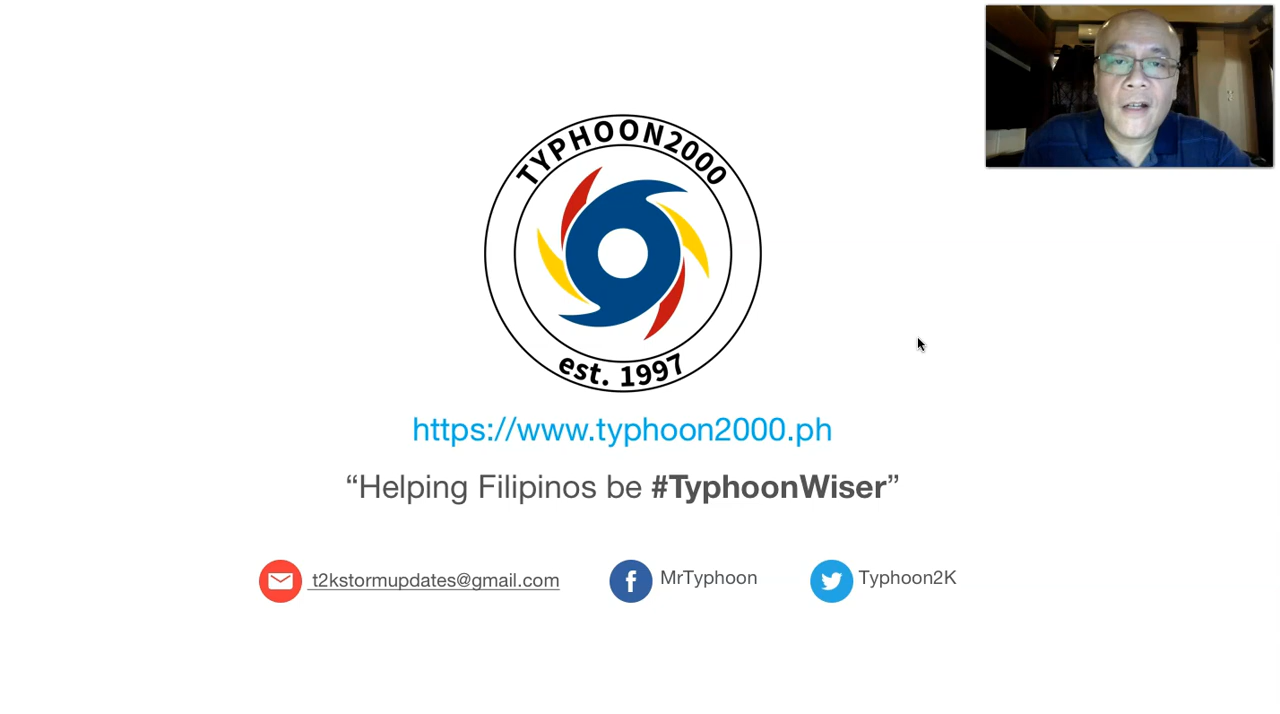 TYPHOON2000
est. 1997
https://www.typhoon2000.ph
“Helping Filipinos be #TyphoonWiser”
t2kstormupdates@gmail.com
MrTyphoon
Typhoon2K